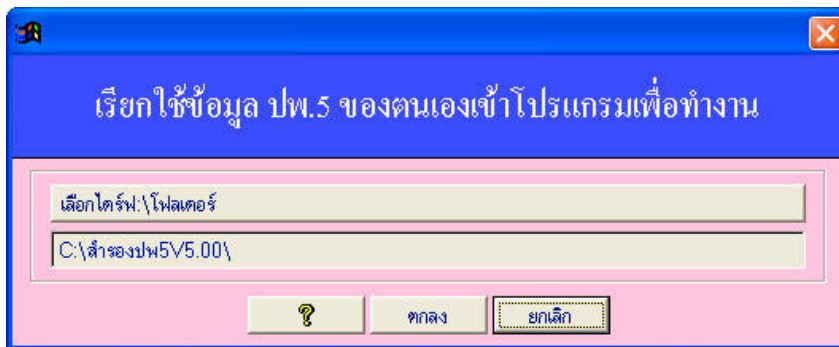 เรียกใช้ข้อมูล ปพ.5 ของตนเองเข้าโปรแกรมเพื่อทำงาน
เลือกไดร์ฟ:\โฟลเดอร์
C:\สำรองปพ5V5.00\
? ตกลง ยกเลิก